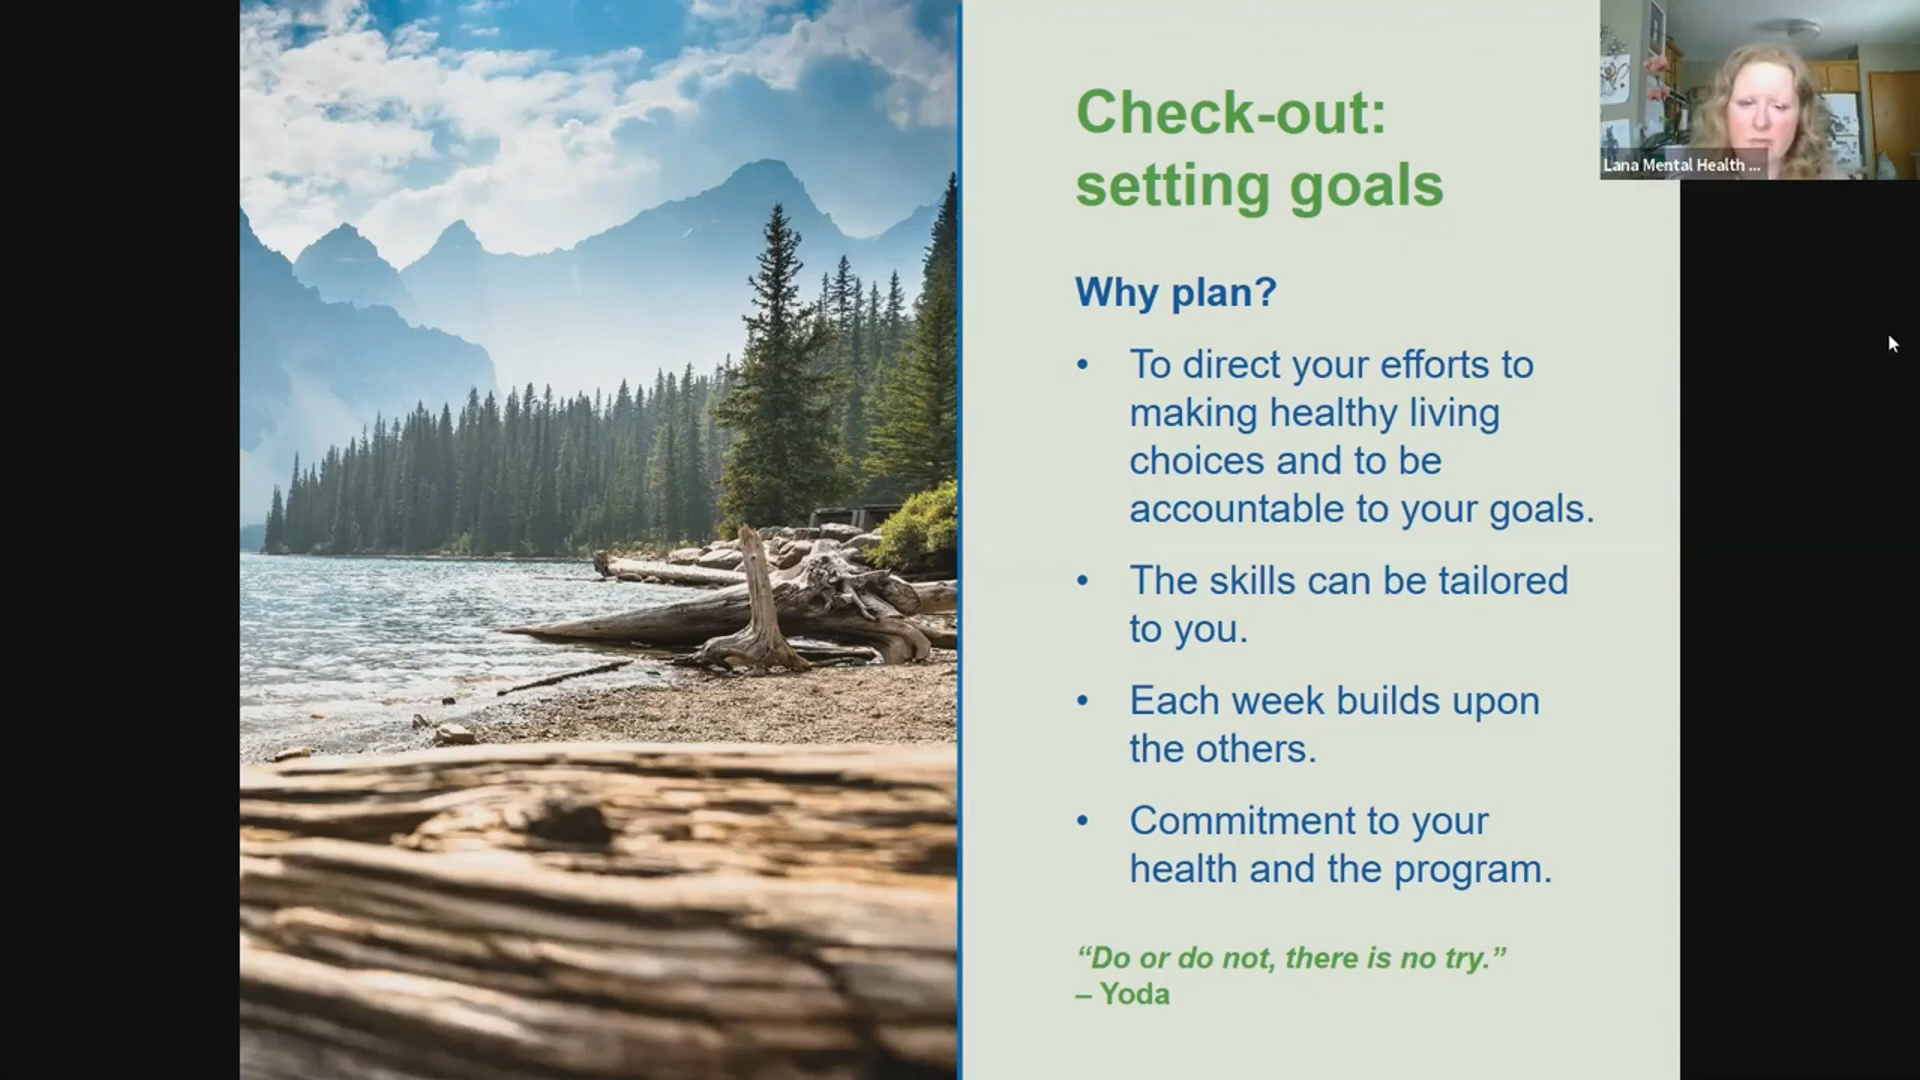 Check-out:
setting goals
Lana Mental Health ...
Why plan?
• To direct your efforts to
making healthy living
choices and to be
accountable to your goals.
• The skills can be tailored
to you.
• Each week builds upon
the others.
• Commitment to your
health and the program.
“Do or do not, there is no try.”
– Yoda